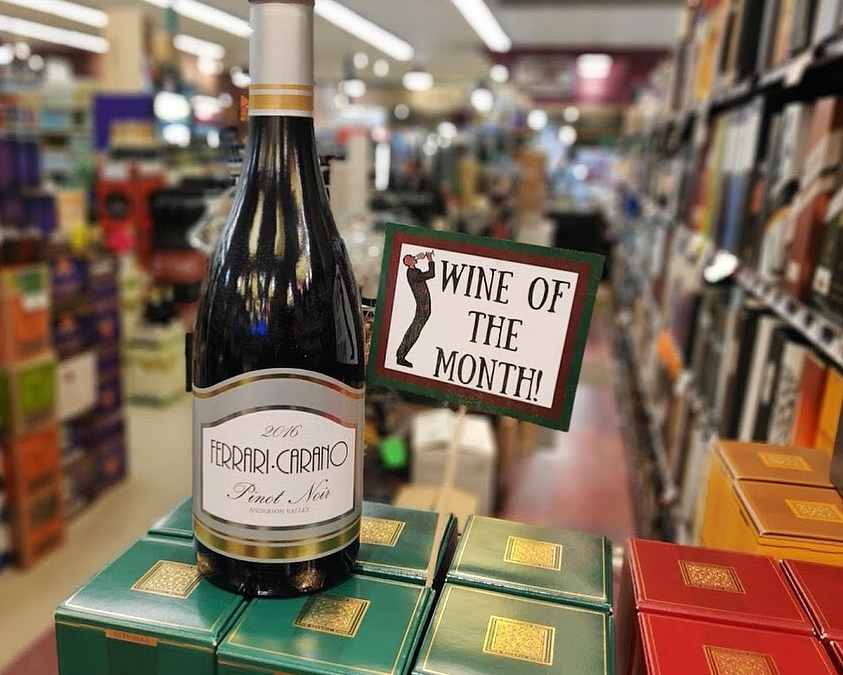 2016
FERRARI·CARANO
Pinot Noir
ANDERSON VALLEY
WINE OF
THE
MONTH!